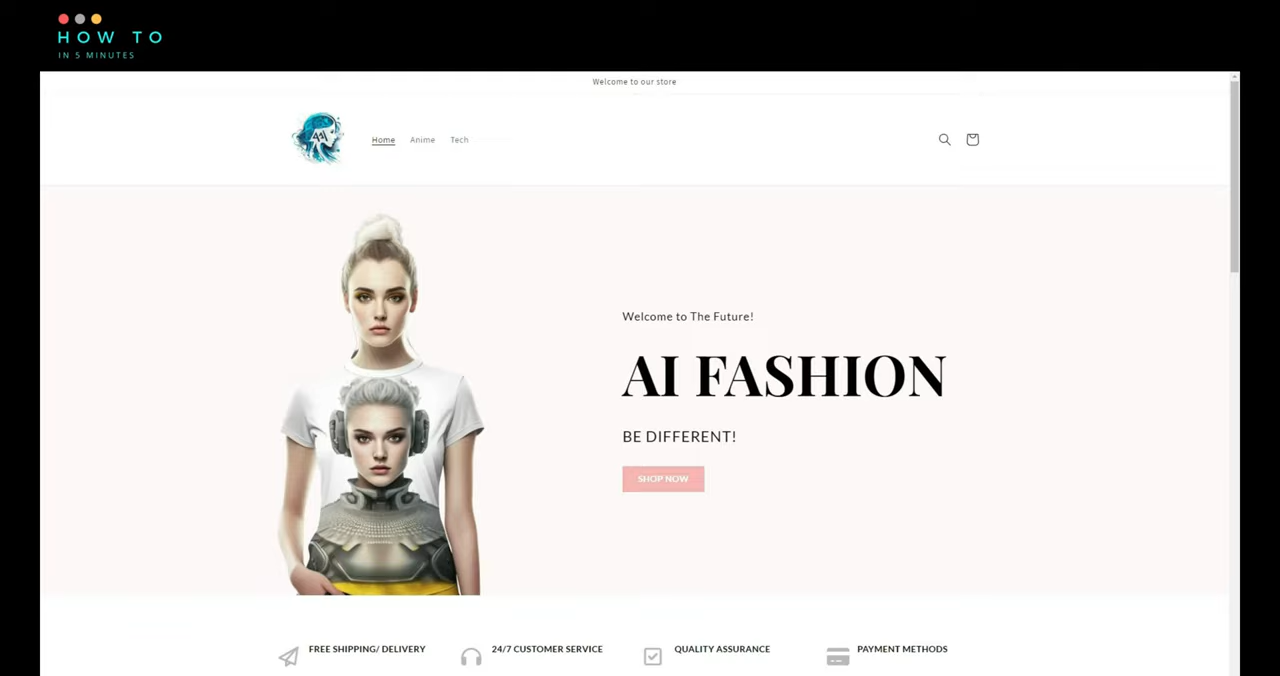 HOW TO
IN 5 MINUTES
Welcome to our store
Home Anime Tech
Welcome to The Future!
AI FASHION
BE DIFFERENT!
SHOP NOW
FREE SHIPPING/ DELIVERY 24/7 CUSTOMER SERVICE QUALITY ASSURANCE PAYMENT METHODS